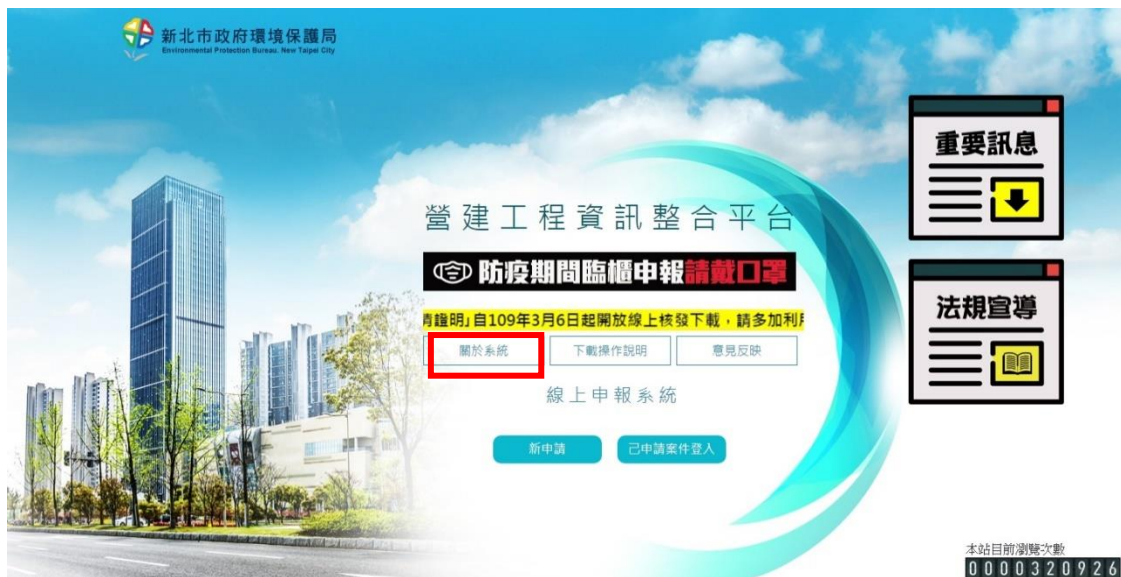 新北市政府環境保護局
Environmental Protection Bureau. New Taipei City
重要訊息
營建工程資訊整合平台
防疫期間臨櫃申報請戴口罩
法規宣導
清證明」自109年3月6日起開放線上核發下載,請多加利用
關於系統
下載操作說明
意見反映
線上申報系統
新申請
已申請案件登入
本站目前瀏覽次數
0000320926